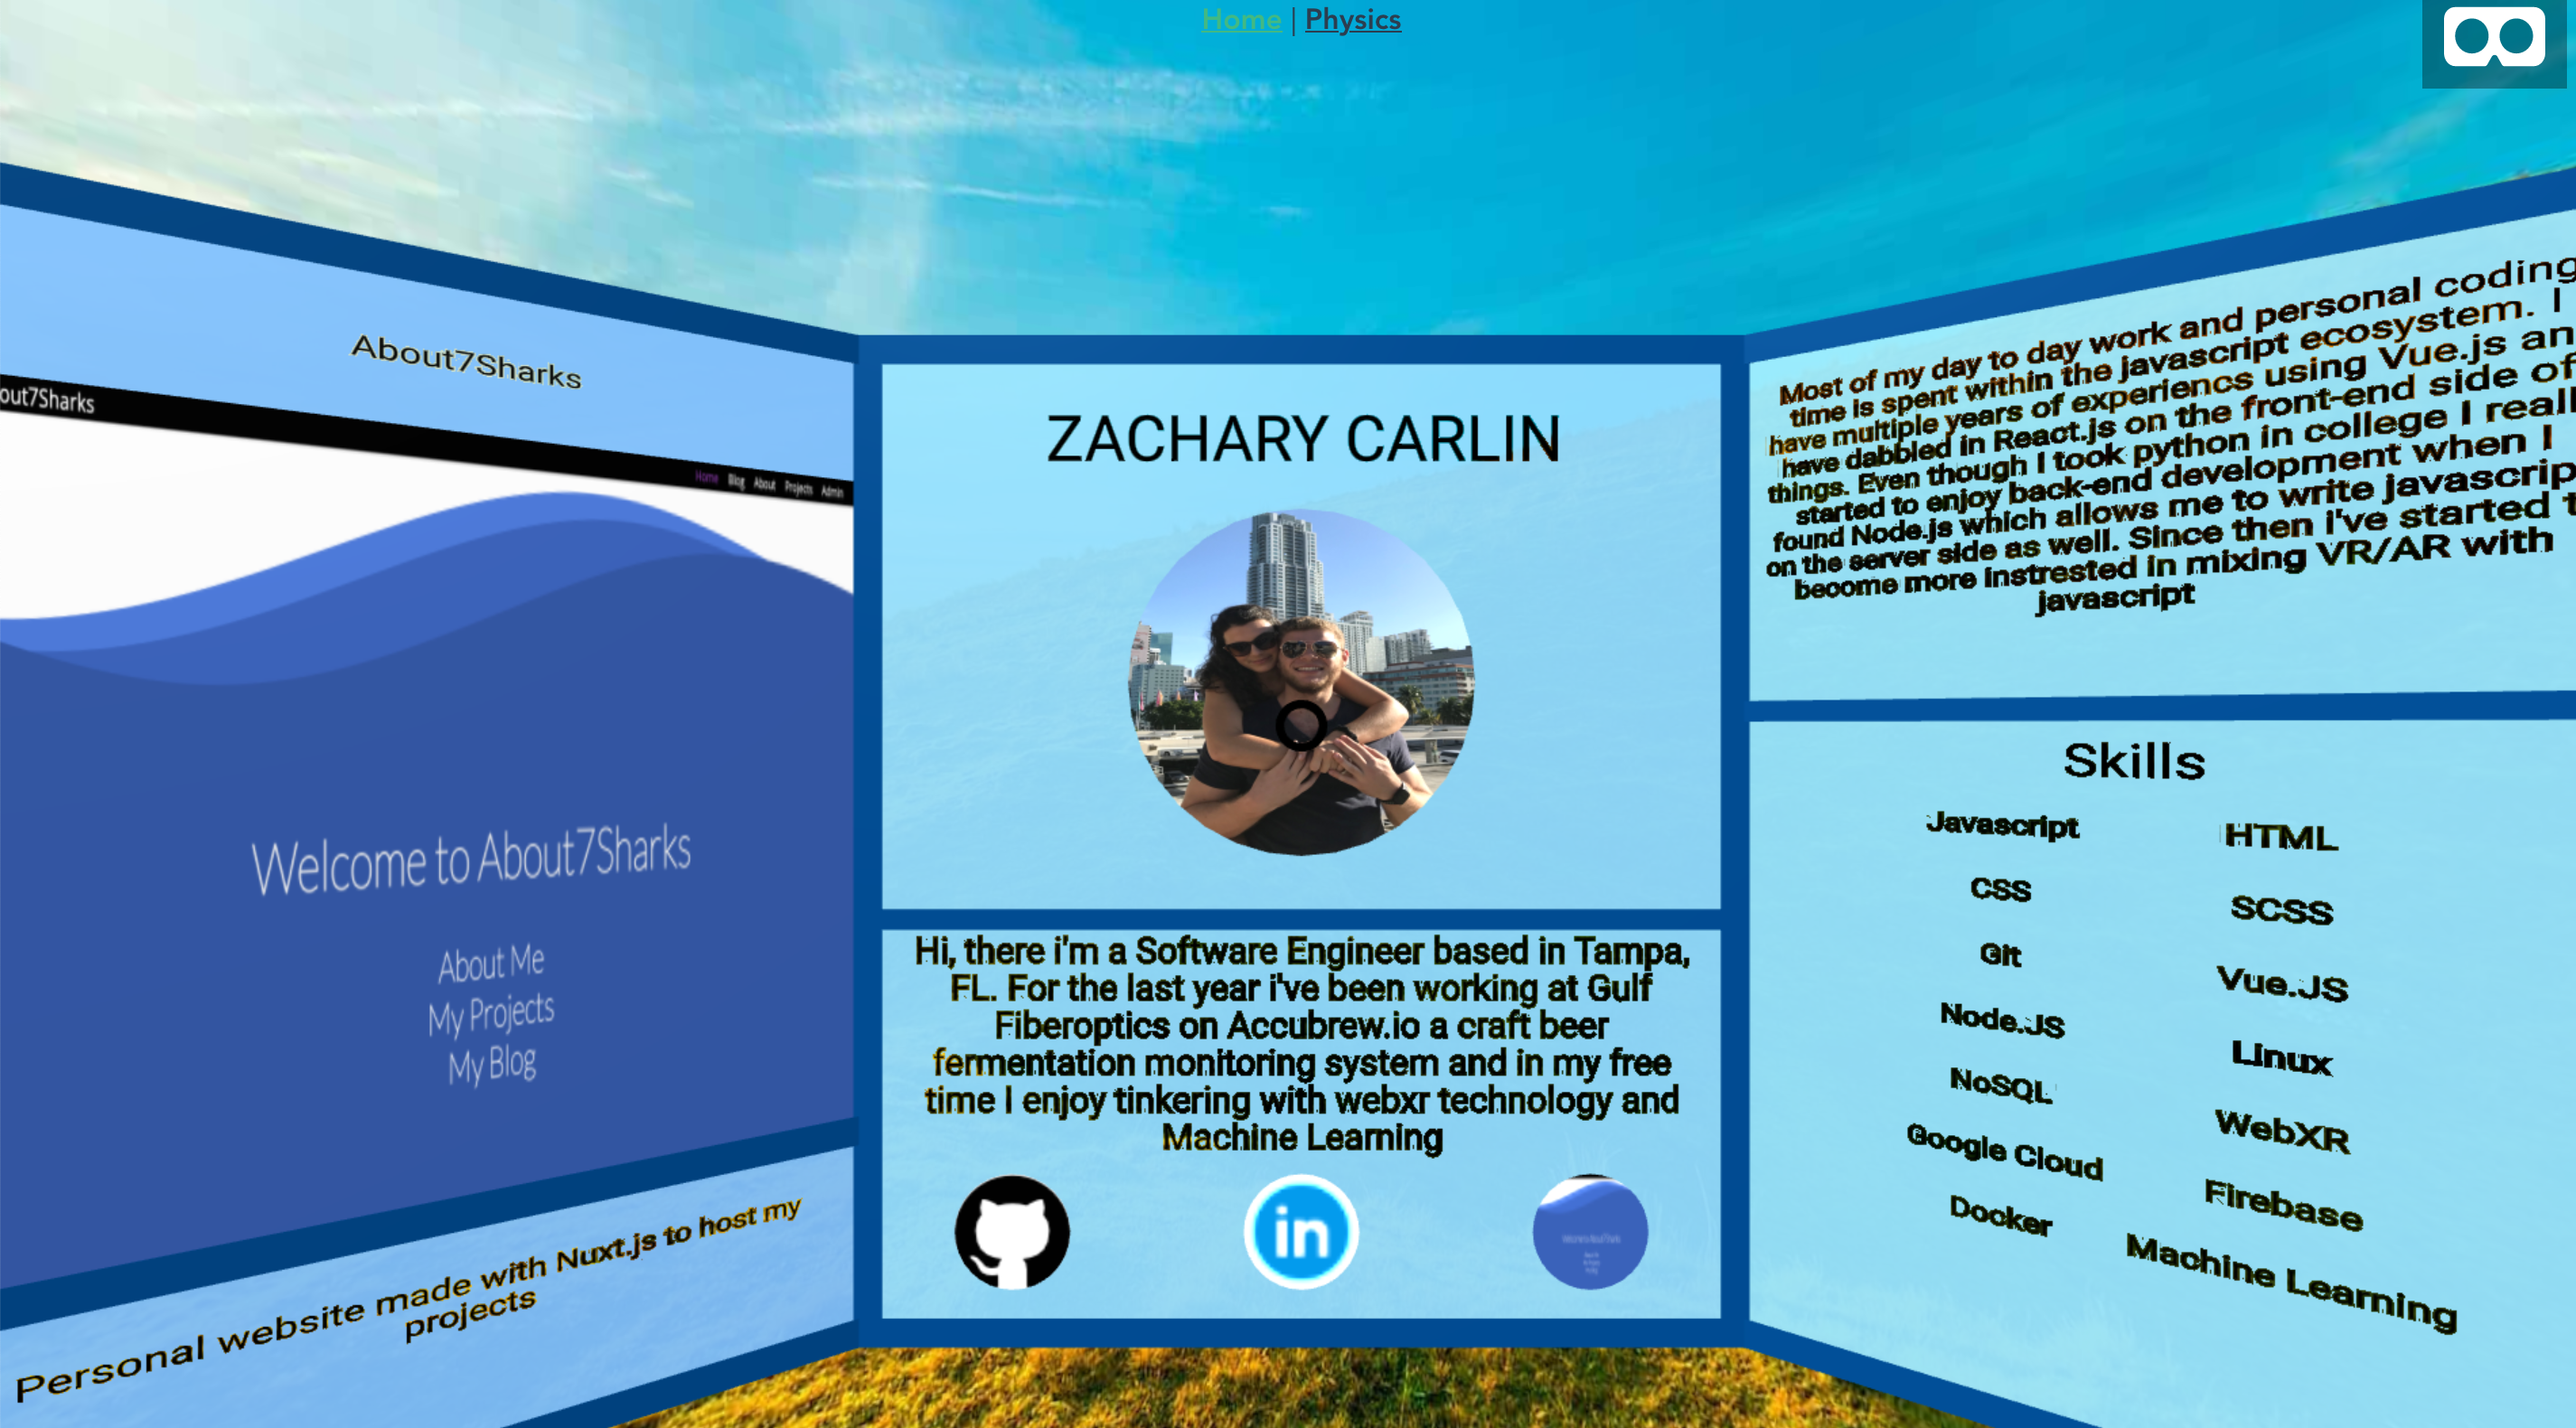 Home | Physics
About7Sharks
out7Sharks
Home Blog About Projects Admin
Welcome to About7Sharks
About Me
My Projects
My Blog
Personal website made with Nuxt.js to host my
projects
ZACHARY CARLIN
Hi, there i'm a Software Engineer based in Tampa,
FL. For the last year i've been working at Gulf
Fiberoptics on Accubrew.io a craft beer
fermentation monitoring system and in my free
time I enjoy tinkering with webxr technology and
Machine Learning
in
Most of my day to day work and personal coding
time is spent within the javascript ecosystem. I
have multiple years of experiencs using Vue.js an
have dabbled in React.js on the front-end side of
things. Even though I took python in college I reall
started to enjoy back-end development when I
found Node.js which allows me to write javascrip
on the server side as well. Since then i've started t
become more instrested in mixing VR/AR with
javascript
Skills
Javascript HTML
CSS SCSS
Git Vue.JS
Node.JS Linux
NoSQL WebXR
Google Cloud Firebase
Docker Machine Learning